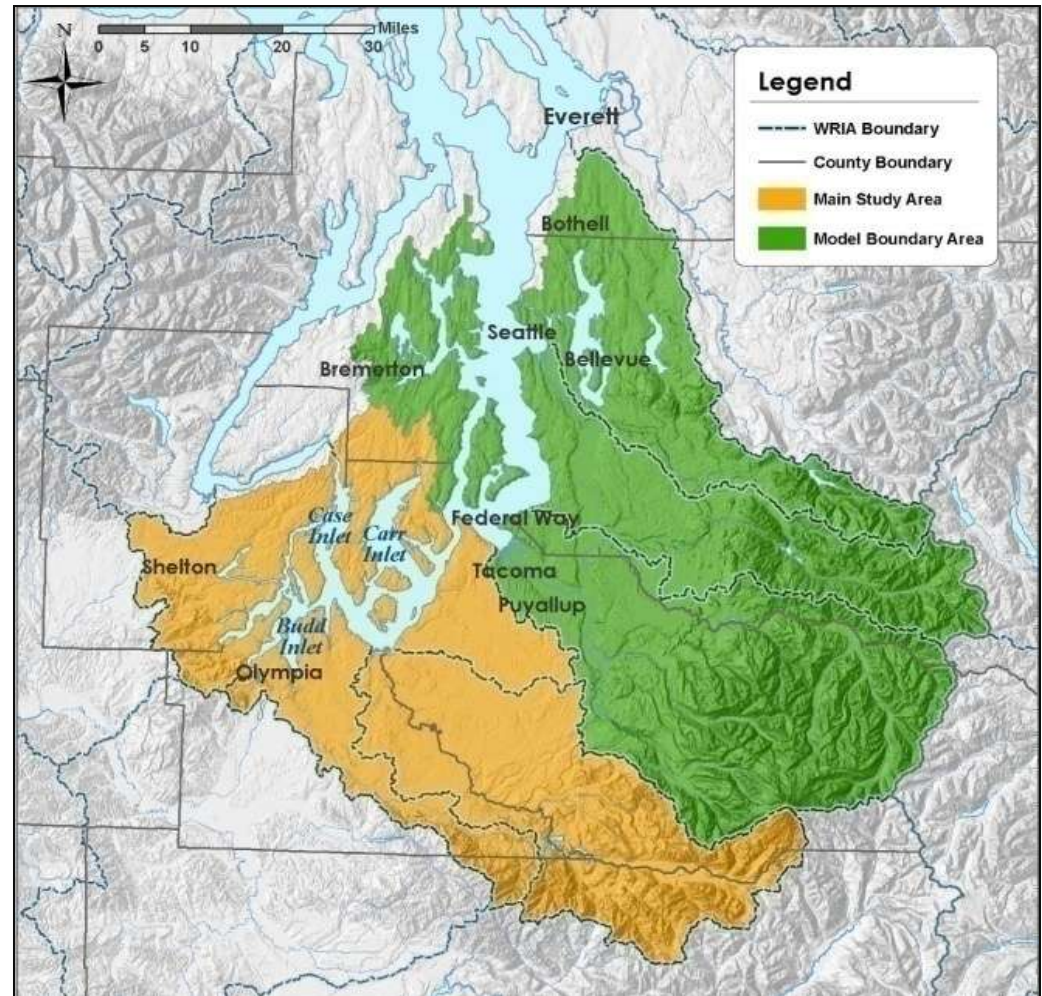 N
Miles
0 5 10 20 30
Legend
WRIA Boundary
County Boundary
Main Study Area
Model Boundary Area
Everett
Bothell
Seattle
Bellevue
Bremerton
Case
Inlet
Carr
Inlet
Federal Way
Shelton
Tacoma
Puyallup
Budd
Inlet
Olympia